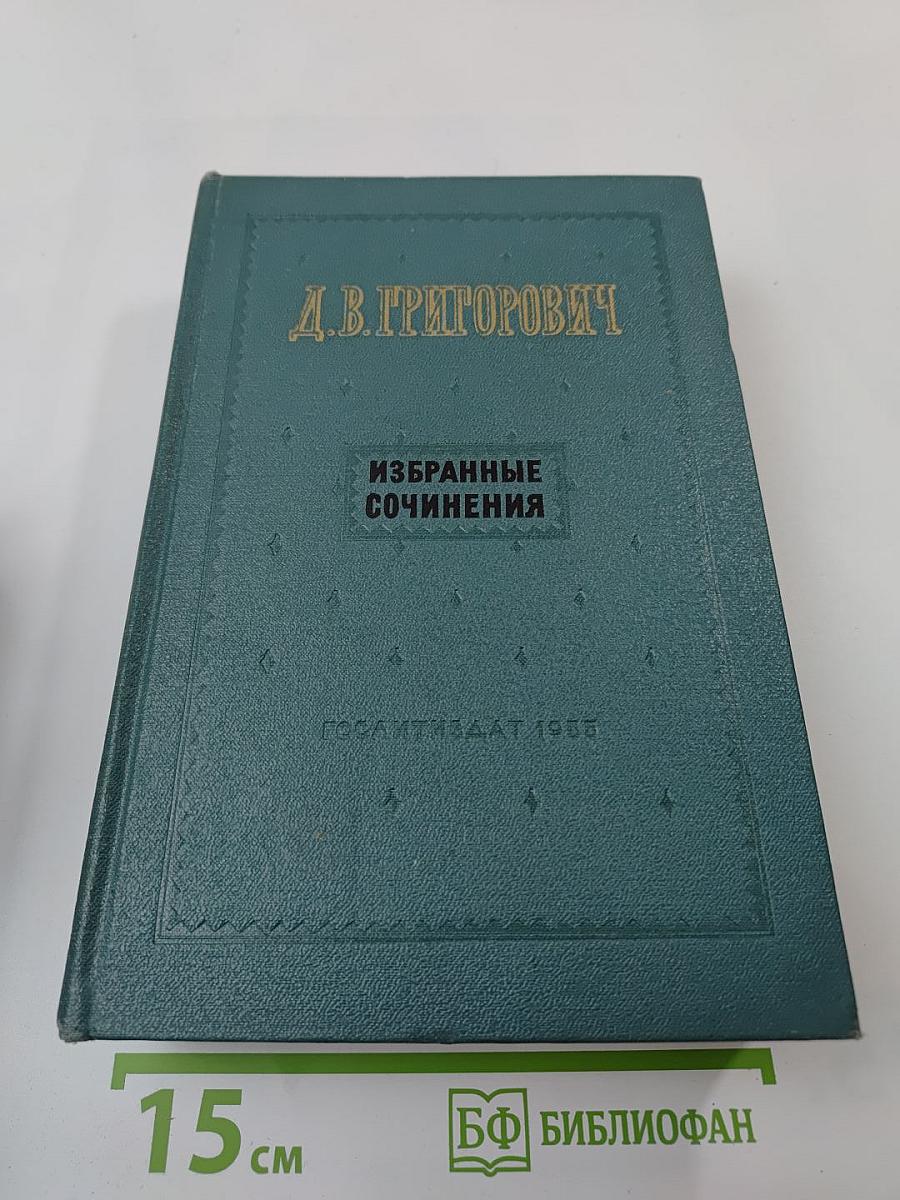 Д.В.ГРИГОРОВИЧ
ИЗБРАННЫЕ
СОЧИНЕНИЯ
ГОСЛИТИЗДАТ 1955
15 см
БФ БИБЛИОФАН